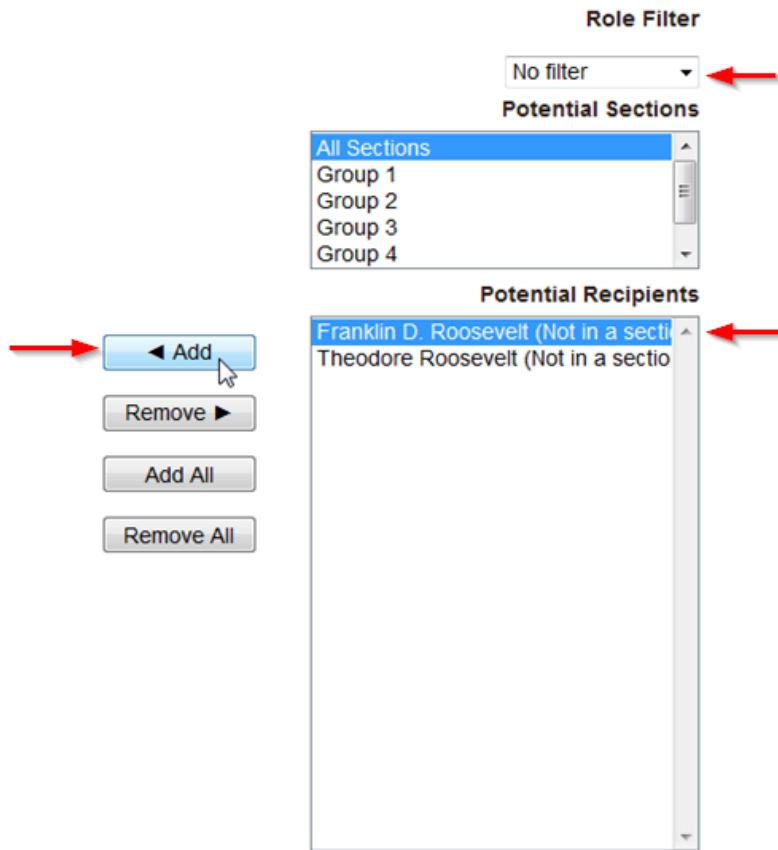 Role Filter
No filter
Potential Sections
All Sections
Group 1
Group 2
Group 3
Group 4
Potential Recipients
Franklin D. Roosevelt (Not in a secti
Theodore Roosevelt (Not in a sectio
◄ Add
Remove ►
Add All
Remove All